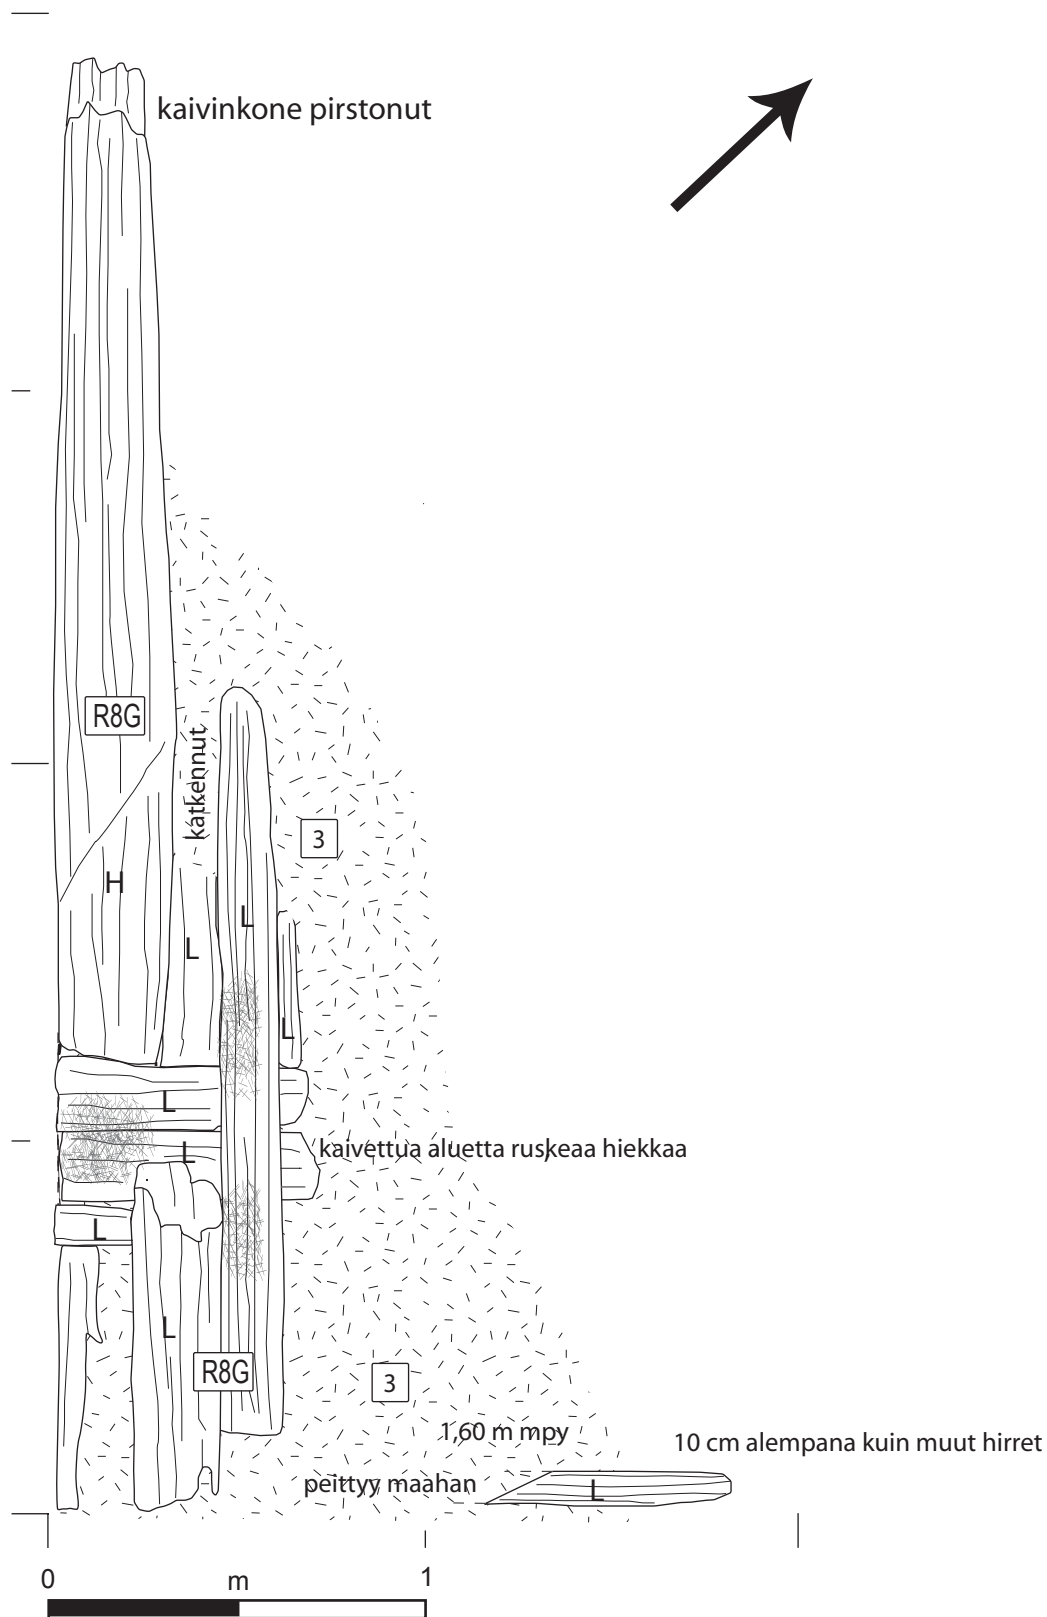 kaivinkone pirstonut
R8G
katkennut
3
H
L
L
L
L
L
kaivettua aluetta ruskeaa hiekkaa
L
L
R8G
3
1,60 m mpy
10 cm alempana kuin muut hirret
peittyy maahan
L
0 m 1